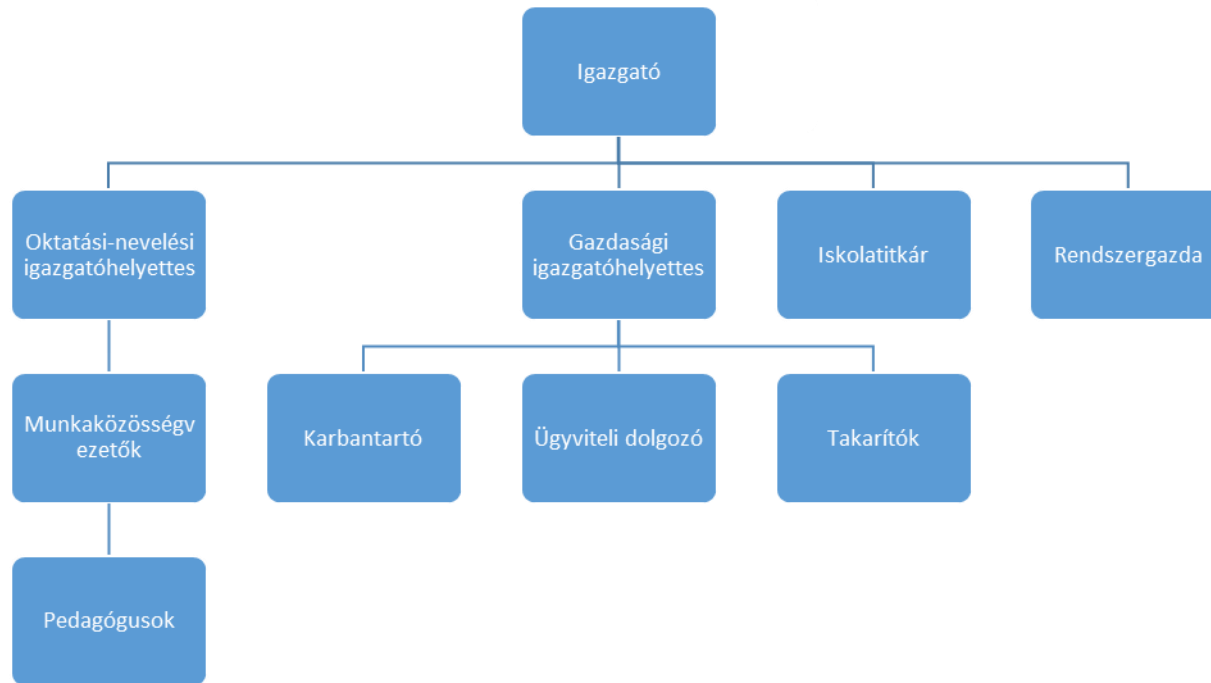 Igazgató
Oktatási-nevelési
igazgatóhelyettes
Gazdasági
igazgatóhelyettes
Iskolatitkár
Rendszergazda
Munkaközösségv
ezetők
Karbantartó
Ügyviteli dolgozó
Takarítók
Pedagógusok